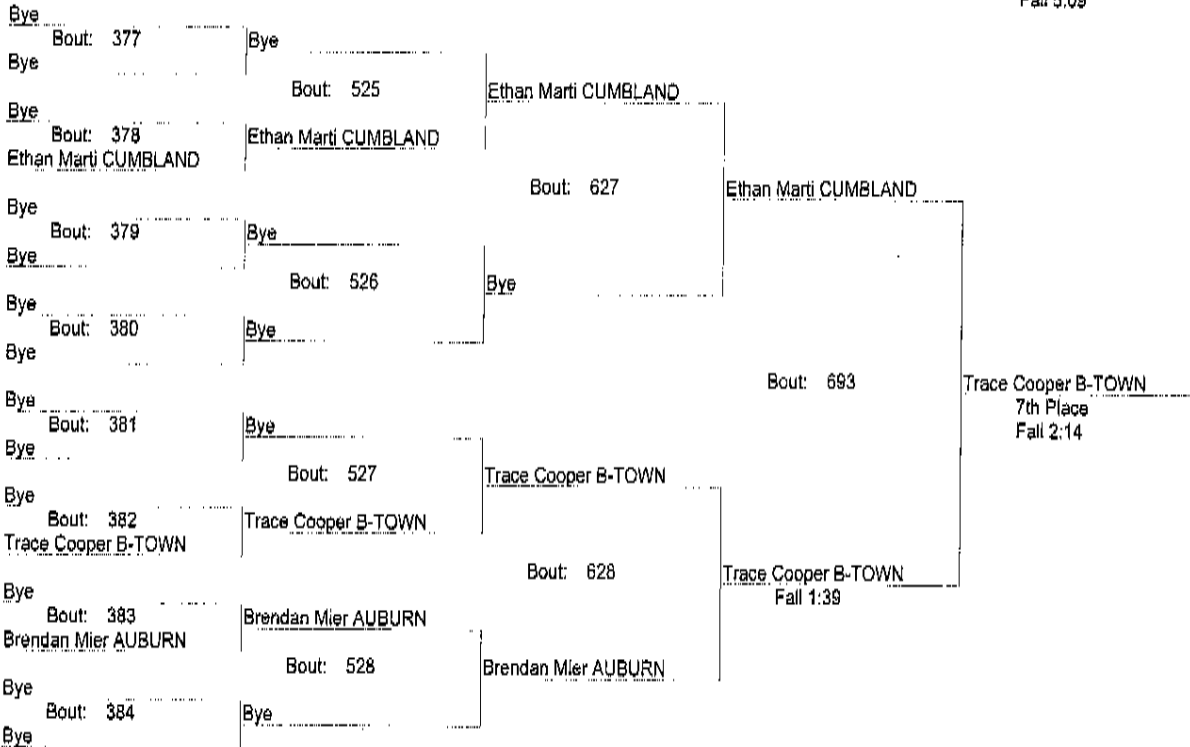 Fall 5:09
Bye
Bout: 377
Bye
Bye
Bout: 525
Ethan Marti CUMBLAND
Bye
Bout: 378
Ethan Marti CUMBLAND
Ethan Marti CUMBLAND
Bout: 627
Ethan Marti CUMBLAND
Bye
Bout: 379
Bye
Bye
Bout: 526
Bye
Bye
Bout: 380
Bye
Bye
Bout: 693
Trace Cooper B-TOWN
7th Place
Fall 2:14
Bye
Bout: 381
Bye
Bye
Bout: 527
Trace Cooper B-TOWN
Bye
Bout: 382
Trace Cooper B-TOWN
Trace Cooper B-TOWN
Bout: 628
Trace Cooper B-TOWN
Fall 1:39
Bye
Bout: 383
Brendan Mier AUBURN
Brendan Mier AUBURN
Bout: 528
Brendan Mier AUBURN
Bye
Bout: 384
Bye
Bye